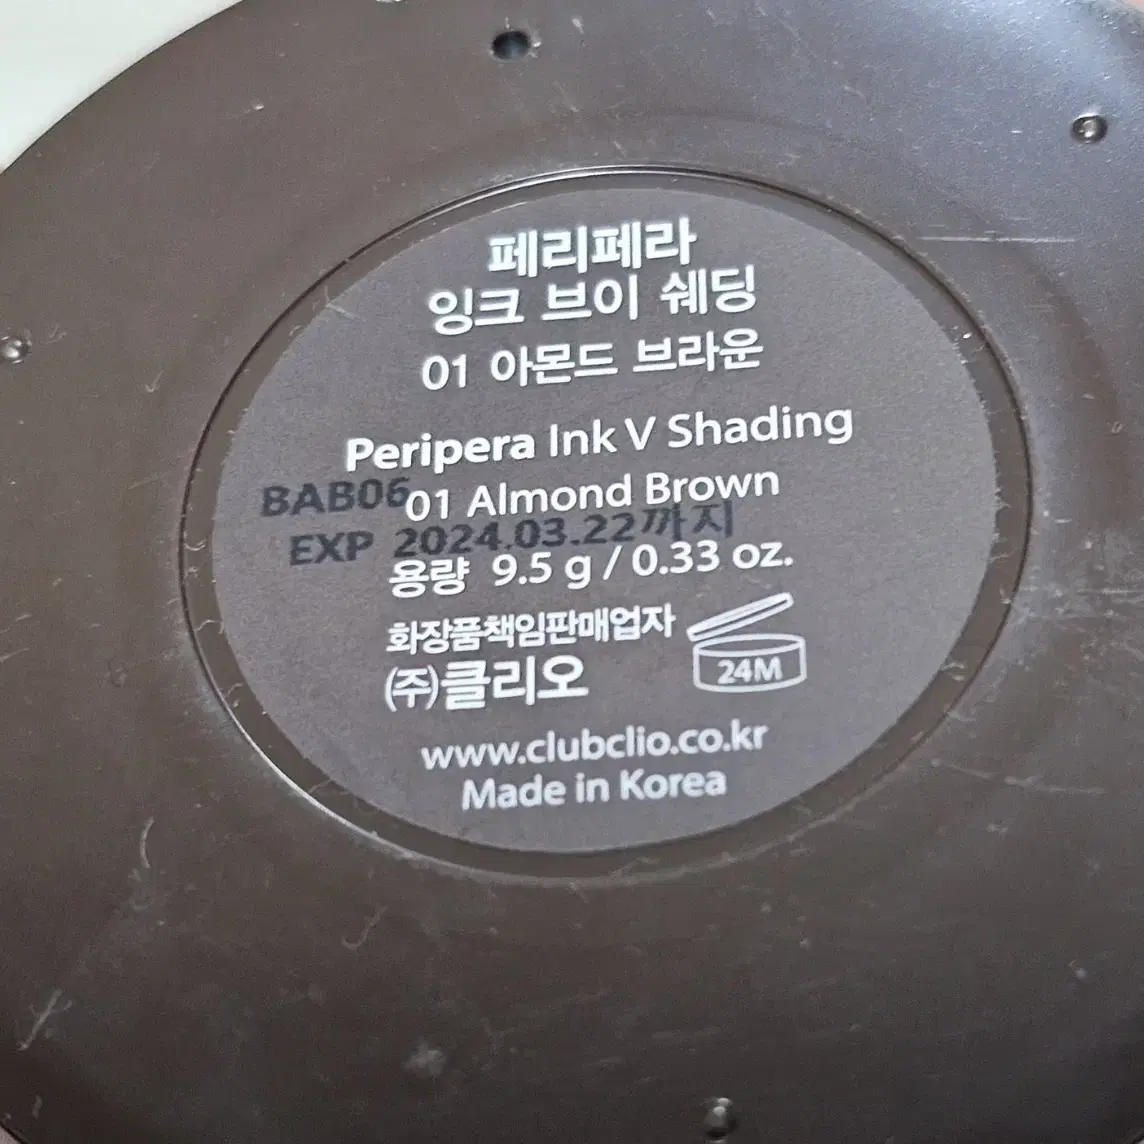 페리페라
잉크 브이 쉐딩
01 아몬드 브라운
Peripera Ink V Shading
BAB06
01 Almond Brown
EXP 2024.03.22까지
용량 9.5 g / 0.33 oz.
화장품책임판매업자
(주)클리오
24M
www.clubclio.co.kr
Made in Korea